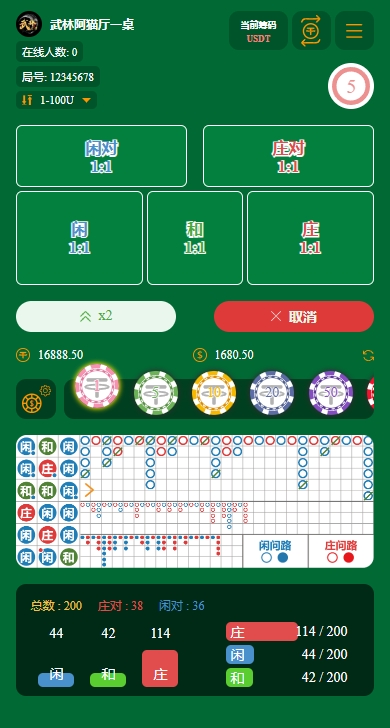 武林阿猫厅一桌
当前筹码
USDT
在线人数: 0
局号: 12345678
1-100U
5
闲对
1:1
庄对
1:1
闲
1:1
和
1:1
庄
1:1
x2
取消
16888.50
1680.50
5
10
20
50
闲 和 闲
闲 庄 闲
和 和 闲
庄 闲 闲
闲 庄 闲
闲 闲 和
闲问路
庄问路
总数 : 200
庄对 : 38
闲对 : 36
44
42
114
闲
和
庄
庄 114 / 200
闲 44 / 200
和 42 / 200